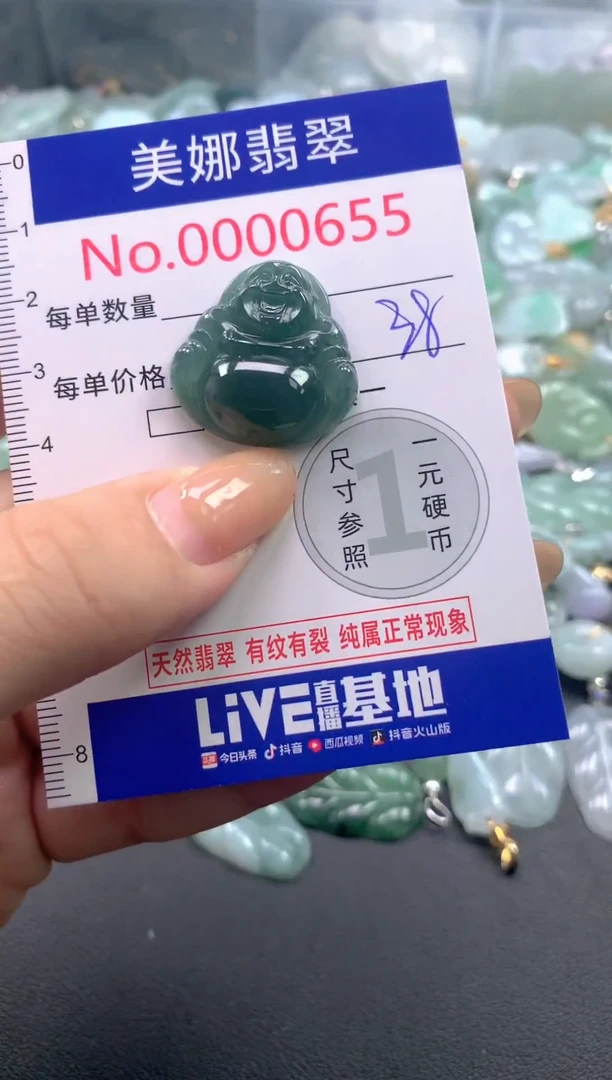 美娜翡翠
No.0000655
每单数量
38
每单价格
尺寸参照
1
一元硬币
天然翡翠 有纹有裂 纯属正常现象
LiVE直播基地
今日头条 抖音 西瓜视频 抖音火山版
0
1
2
3
4
8